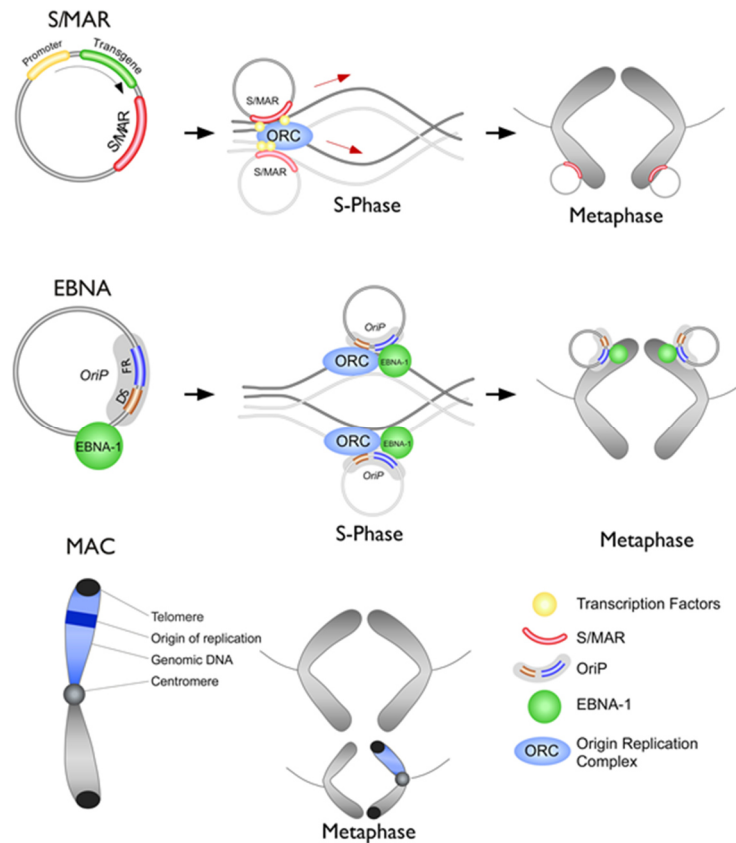 S/MAR
Promoter
Transgene
S/MAR
S/MAR
ORC
S/MAR
S-Phase
Metaphase
EBNA
OriP
FR
DS
EBNA-1
OriP
ORC
EBNA-1
ORC
EBNA-1
OriP
S-Phase
Metaphase
MAC
Telomere
Origin of replication
Genomic DNA
Centromere
Metaphase
Transcription Factors
S/MAR
OriP
EBNA-1
ORC
Origin Replication
Complex